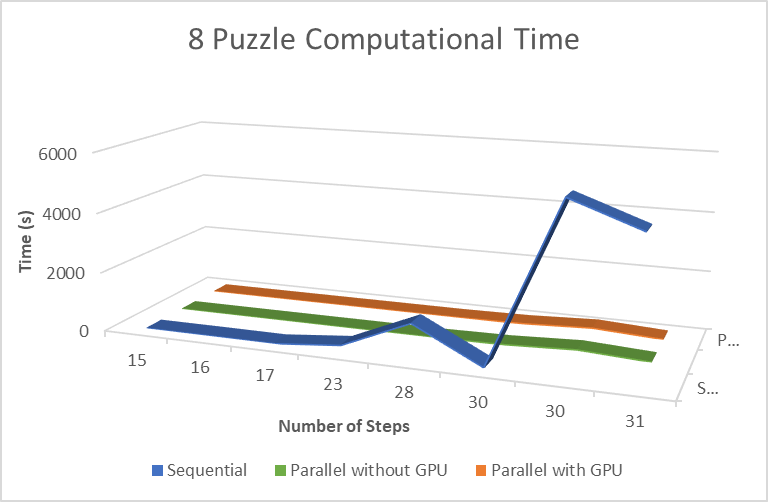 8 Puzzle Computational Time
6000
4000
2000
0
Time (s)
15
16
17
23
28
30
30
31
P...
S...
Number of Steps
Sequential
Parallel without GPU
Parallel with GPU